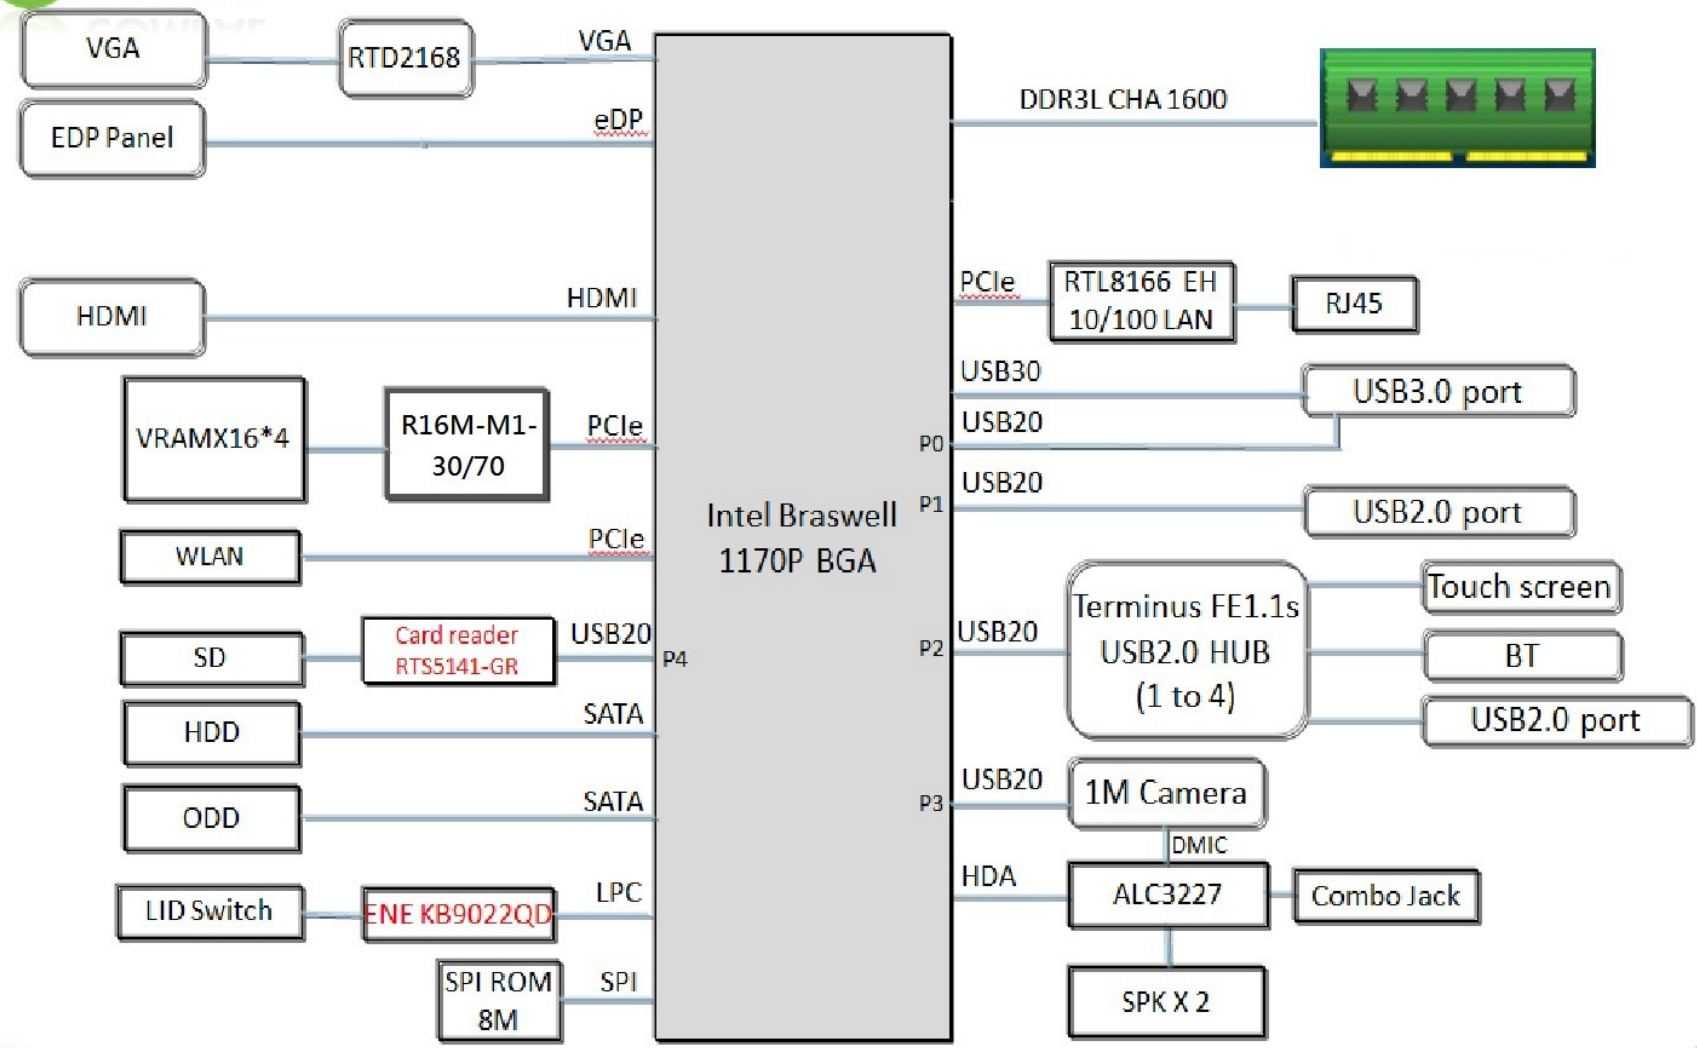 VGA
RTD2168
VGA
EDP Panel
eDP
HDMI
HDMI
VRAMX16*4
R16M-M1-
30/70
PCIe
WLAN
PCIe
SD
Card reader
RTS5141-GR
USB20
P4
HDD
SATA
ODD
SATA
LID Switch
ENE KB9022QD
LPC
SPI ROM
8M
SPI
Intel Braswell
1170P BGA
DDR3L CHA 1600
PCIe
RTL8166 EH
10/100 LAN
RJ45
USB30
USB3.0 port
P0
USB20
P1
USB20
USB2.0 port
P2
USB20
Terminus FE1.1s
USB2.0 HUB
(1 to 4)
Touch screen
BT
USB2.0 port
P3
USB20
1M Camera
DMIC
HDA
ALC3227
Combo Jack
SPK X 2